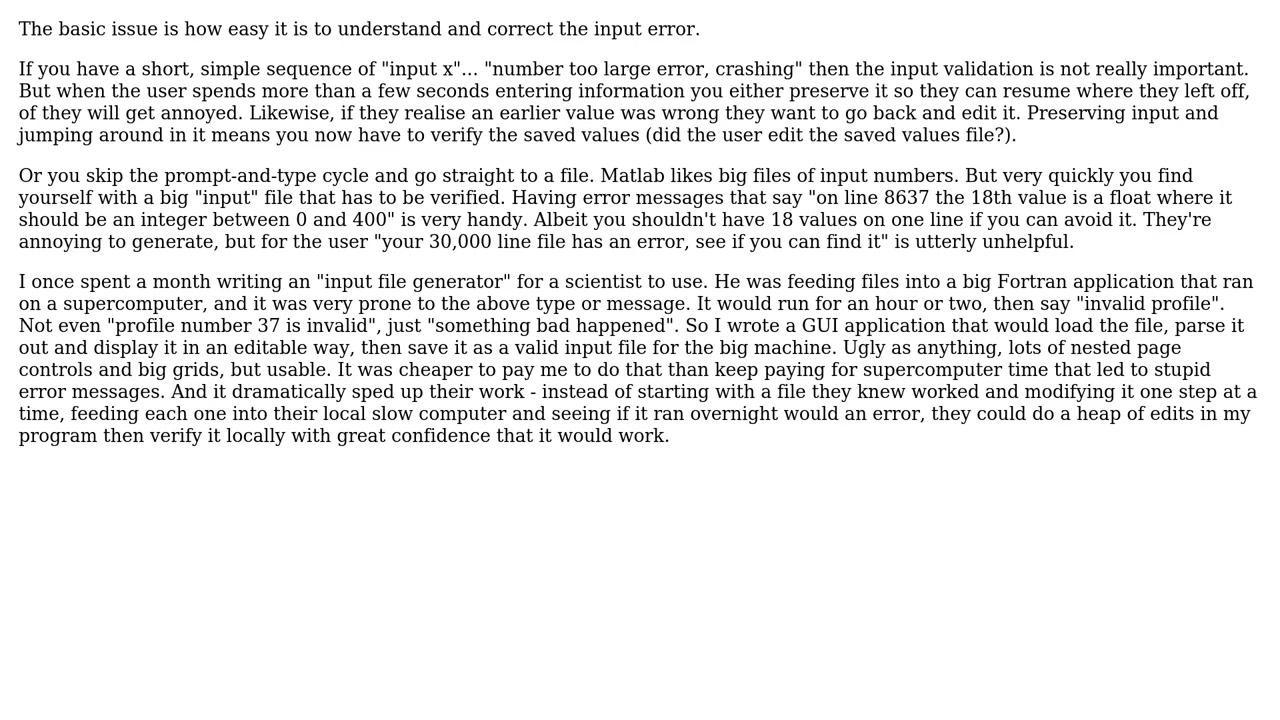 The basic issue is how easy it is to understand and correct the input error.
If you have a short, simple sequence of "input x"... "number too large error, crashing" then the input validation is not really important.
But when the user spends more than a few seconds entering information you either preserve it so they can resume where they left off,
of they will get annoyed. Likewise, if they realise an earlier value was wrong they want to go back and edit it. Preserving input and
jumping around in it means you now have to verify the saved values (did the user edit the saved values file?).
Or you skip the prompt-and-type cycle and go straight to a file. Matlab likes big files of input numbers. But very quickly you find
yourself with a big "input" file that has to be verified. Having error messages that say "on line 8637 the 18th value is a float where it
should be an integer between 0 and 400" is very handy. Albeit you shouldn't have 18 values on one line if you can avoid it. They're
annoying to generate, but for the user "your 30,000 line file has an error, see if you can find it" is utterly unhelpful.
I once spent a month writing an "input file generator" for a scientist to use. He was feeding files into a big Fortran application that ran
on a supercomputer, and it was very prone to the above type or message. It would run for an hour or two, then say "invalid profile".
Not even "profile number 37 is invalid", just "something bad happened". So I wrote a GUI application that would load the file, parse it
out and display it in an editable way, then save it as a valid input file for the big machine. Ugly as anything, lots of nested page
controls and big grids, but usable. It was cheaper to pay me to do that than keep paying for supercomputer time that led to stupid
error messages. And it dramatically sped up their work - instead of starting with a file they knew worked and modifying it one step at a
time, feeding each one into their local slow computer and seeing if it ran overnight would an error, they could do a heap of edits in my
program then verify it locally with great confidence that it would work.